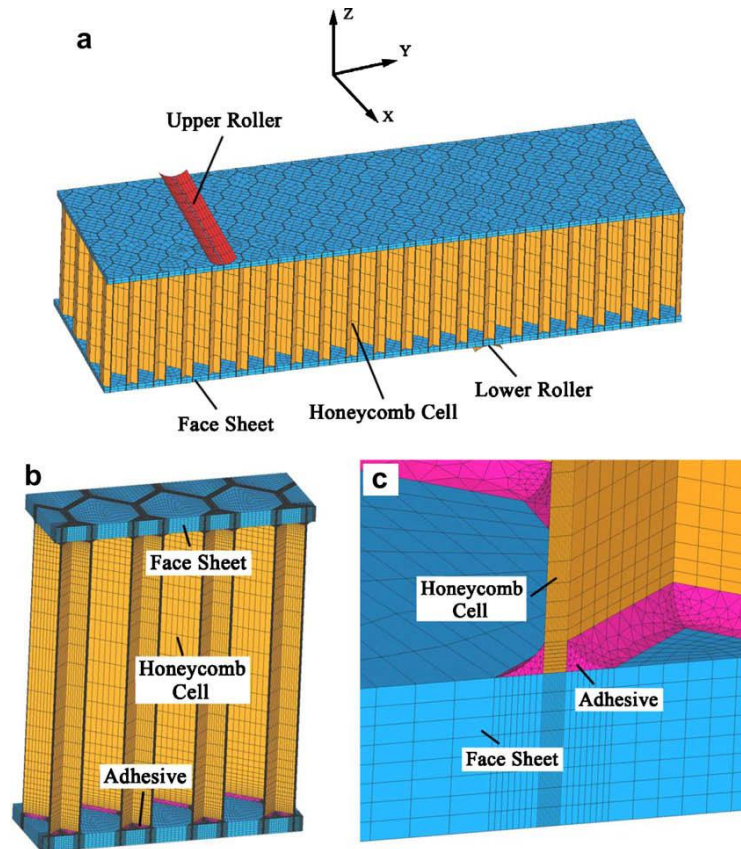 a
Z
Y
X
Upper Roller
Lower Roller
Honeycomb Cell
Face Sheet
b
Face Sheet
Honeycomb
Cell
Adhesive
c
Honeycomb
Cell
Adhesive
Face Sheet